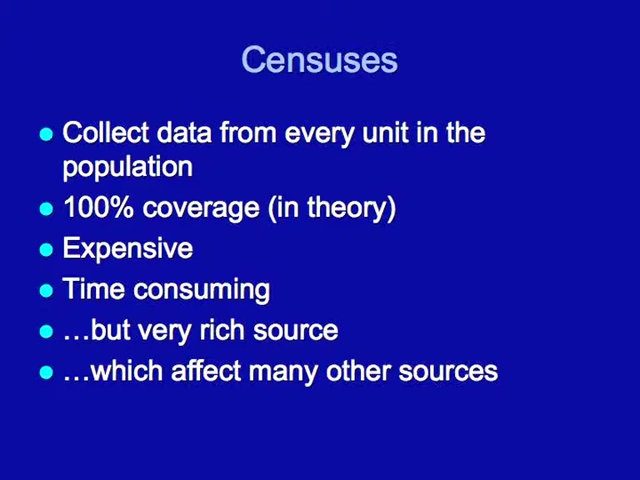 Censuses
Collect data from every unit in the
population
100% coverage (in theory)
Expensive
Time consuming
…but very rich source
…which affect many other sources